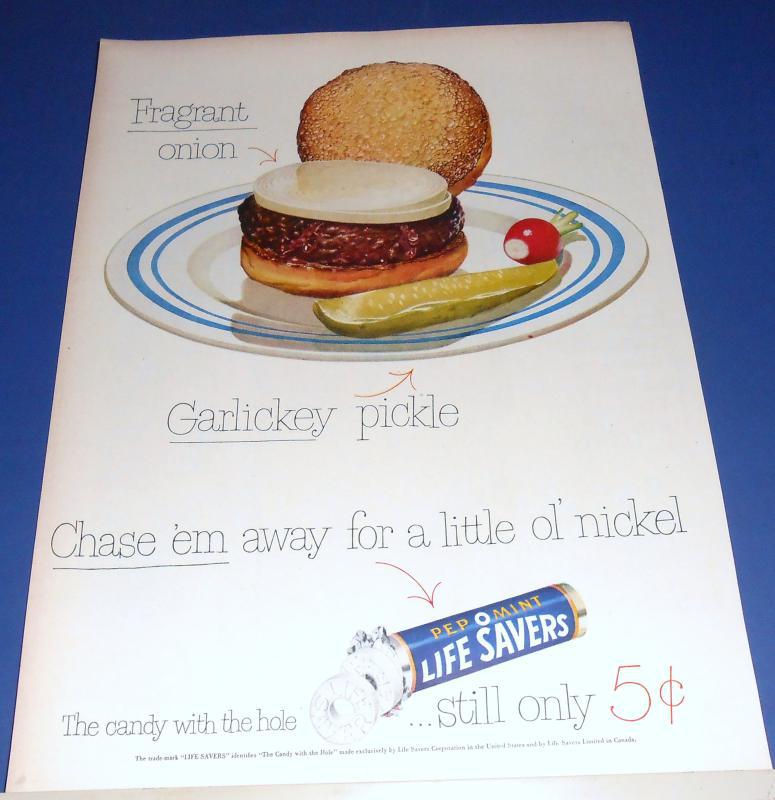 Fragrant
onion
Garlickey pickle
Chase 'em away for a little ol' nickel
PEP O MINT
LIFE SAVERS
LIFE SAVERS
The candy with the hole ...still only 5¢
The trade-mark "LIFE SAVERS" identifies "The Candy with the Hole" made exclusively by Life Savers Corporation in the United States and by Life Savers Limited in Canada.